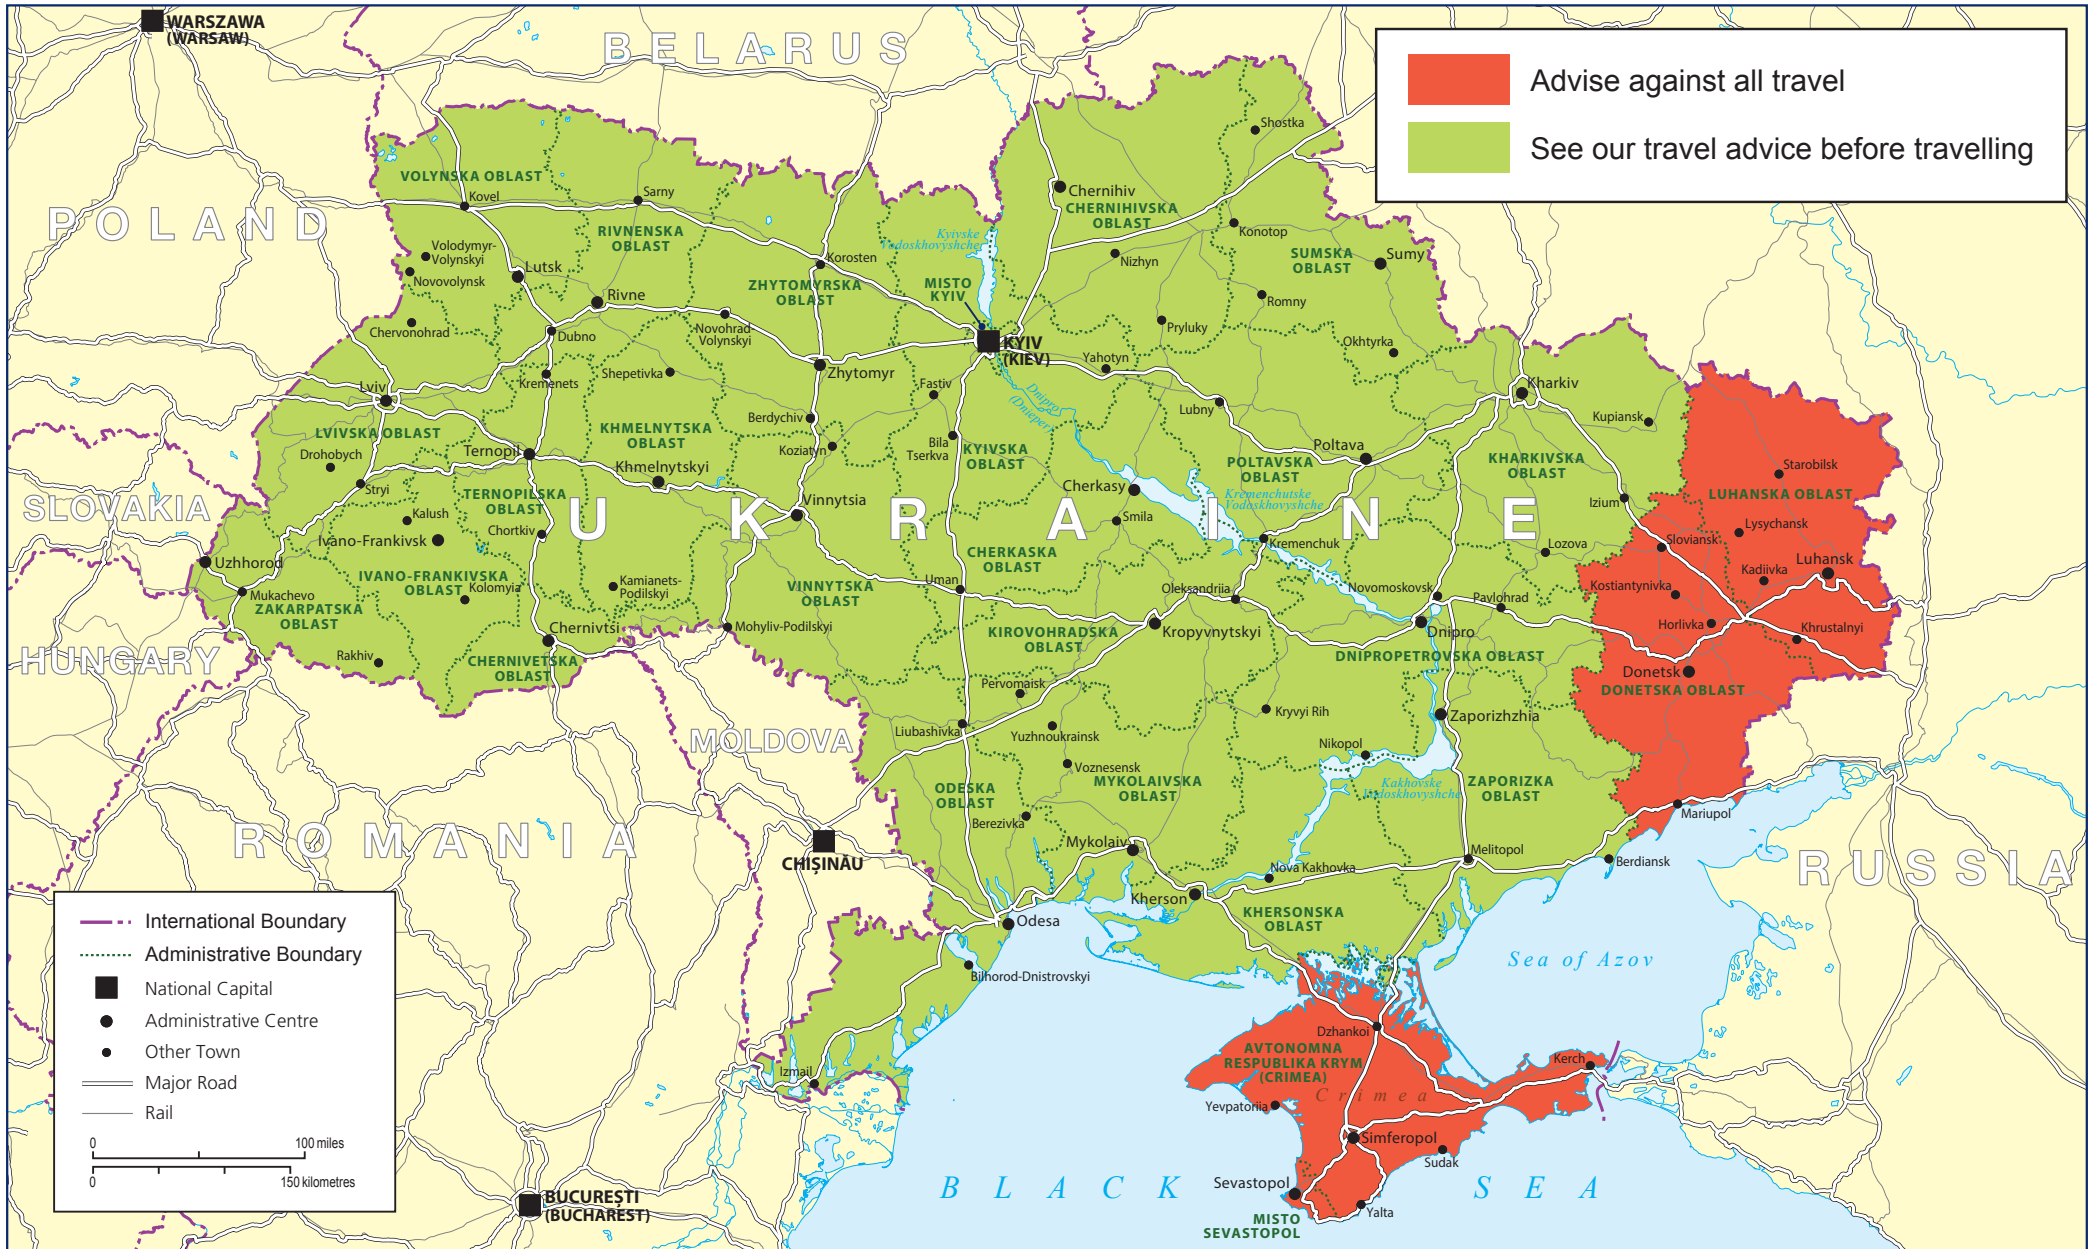 WARSZAWA
(WARSAW)
BELARUS
Advise against all travel
See our travel advice before travelling
Shostka
VOLYNSKA OBLAST
Kovel
Sarny
Chernihiv
CHERNIHIVSKA
OBLAST
POLAND
RIVNENSKA
OBLAST
Kyivske
Vodoskhovyshche
Konotop
Volodymyr-
Volynskyi
Novovolynsk
Lutsk
Korosten
Nizhyn
SUMSKA
OBLAST
Sumy
ZHYTOMYRSKA
OBLAST
MISTO
KYIV
Rivne
Romny
Chervonohrad
Dubno
Novohrad
Volynskyi
Pryluky
KYIV
(KIEV)
Okhtyrka
Yahotyn
Kremenets
Shepetivka
Zhytomyr
Fastiv
Lviv
Dnipro
(Dnieper)
Kharkiv
Lubny
Kupiansk
Berdychiv
LVIVSKA OBLAST
KHMELNYTSKA
OBLAST
Koziatyn
Bila
Tserkva
KYIVSKA
OBLAST
Poltava
Drohobych
Ternopil
POLTAVSKA
OBLAST
KHARKIVSKA
OBLAST
Starobilsk
Khmelnytskyi
Stryi
Cherkasy
LUHANSKA OBLAST
TERNOPILSKA
OBLAST
Kremenchutske
Vodoskhovyshche
SLOVAKIA
Vinnytsia
Izium
Kalush
UKRAINE
Smila
Lysychansk
Chortkiv
Ivano-Frankivsk
Kremenchuk
Lozova
Sloviansk
Uzhhorod
CHERKASKA
OBLAST
Luhansk
IVANO-FRANKIVSKA
OBLAST
Kolomyia
Kamianets-
Podilskyi
VINNYTSKA
OBLAST
Uman
Oleksandriia
Novomoskovsk
Pavlohrad
Kostiantynivka
Kadiivka
Mukachevo
ZAKARPATSKA
OBLAST
Chernivtsi
Mohyliv-Podilskyi
KIROVOHRADSKA
OBLAST
Kropyvnytskyi
Dnipro
Horlivka
Khrustalnyi
HUNGARY
Rakhiv
CHERNIVETSKA
OBLAST
DNIPROPETROVSKA OBLAST
Donetsk
DONETSKA OBLAST
Pervomaisk
Kryvyi Rih
Zaporizhzhia
Liubashivka
Yuzhnoukrainsk
MOLDOVA
Nikopol
Voznesensk
MYKOLAIVSKA
OBLAST
Kakhovske
Vodoskhovyshche
ZAPORIZKA
OBLAST
ODESKA
OBLAST
Berezivka
Mariupol
ROMANIA
Mykolaiv
Melitopol
Berdiansk
CHIȘINĂU
Nova Kakhovka
RUSSIA
Kherson
KHERSONSKA
OBLAST
Odesa
Sea of Azov
Bilhorod-Dnistrovskyi
International Boundary
Administrative Boundary
National Capital
Administrative Centre
Other Town
Major Road
Rail
0 100 miles
0 150 kilometres
Dzhankoi
AVTONOMNA
RESPUBLIKA KRYM
(CRIMEA)
Kerch
Izmail
Crimea
Yevpatoriia
Simferopol
Sudak
Sevastopol
BLACK SEA
Yalta
MISTO
SEVASTOPOL
BUCUREȘTI
(BUCHAREST)